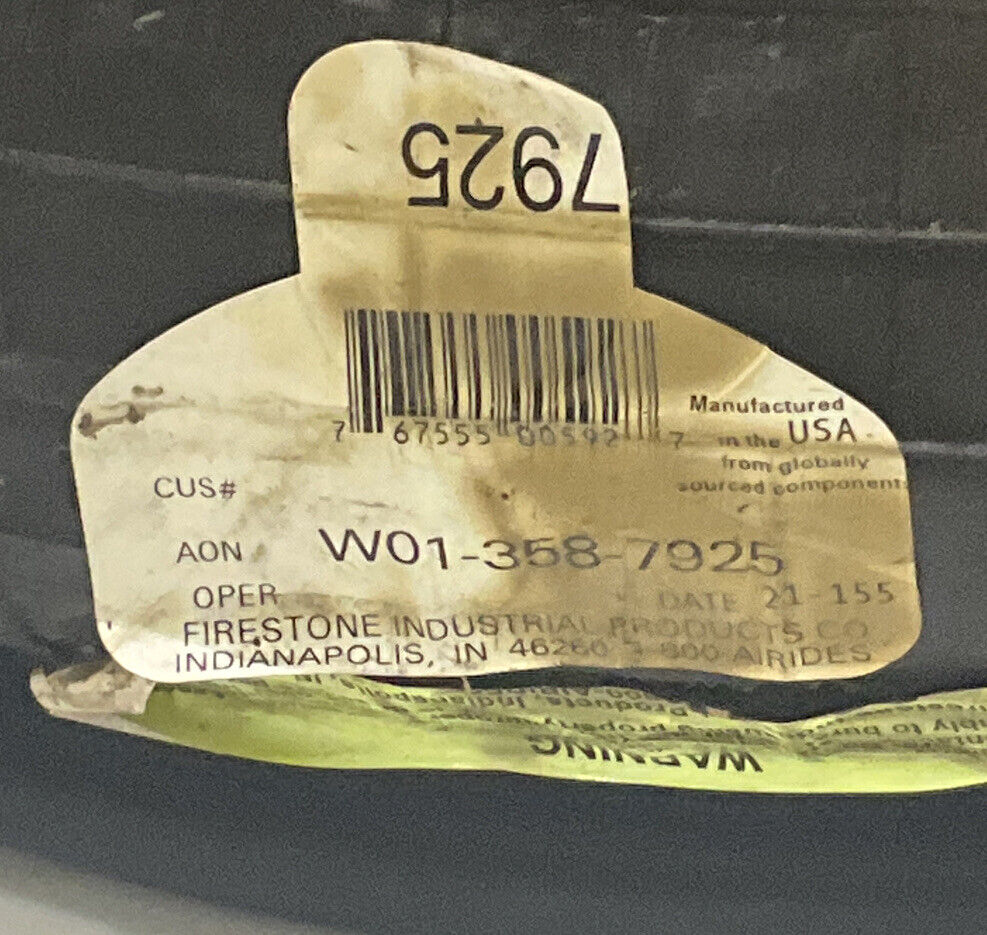 7925
7 67555 00592 7
Manufactured
in the USA
from globally
sourced component
CUS#
AON W01-358-7925
OPER DATE 21-155
FIRESTONE INDUSTRIAL PRODUCTS CO
INDIANAPOLIS, IN 46260 1-800-AIRIDES
WARNING